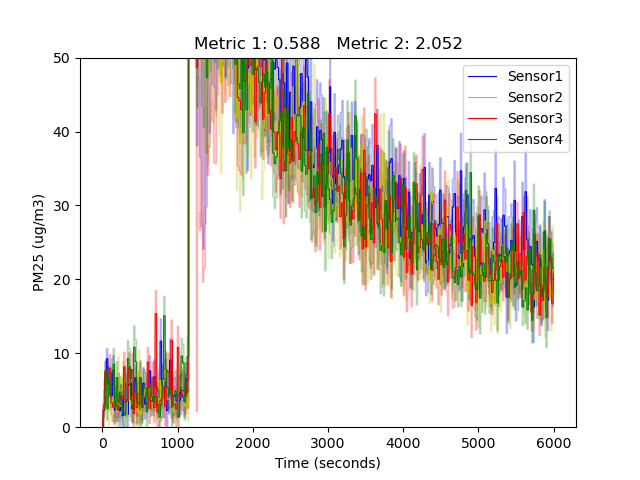 Metric 1: 0.588   Metric 2: 2.052
PM25 (ug/m3)
50
40
30
20
10
0
Sensor1
Sensor2
Sensor3
Sensor4
0 1000 2000 3000 4000 5000 6000
Time (seconds)